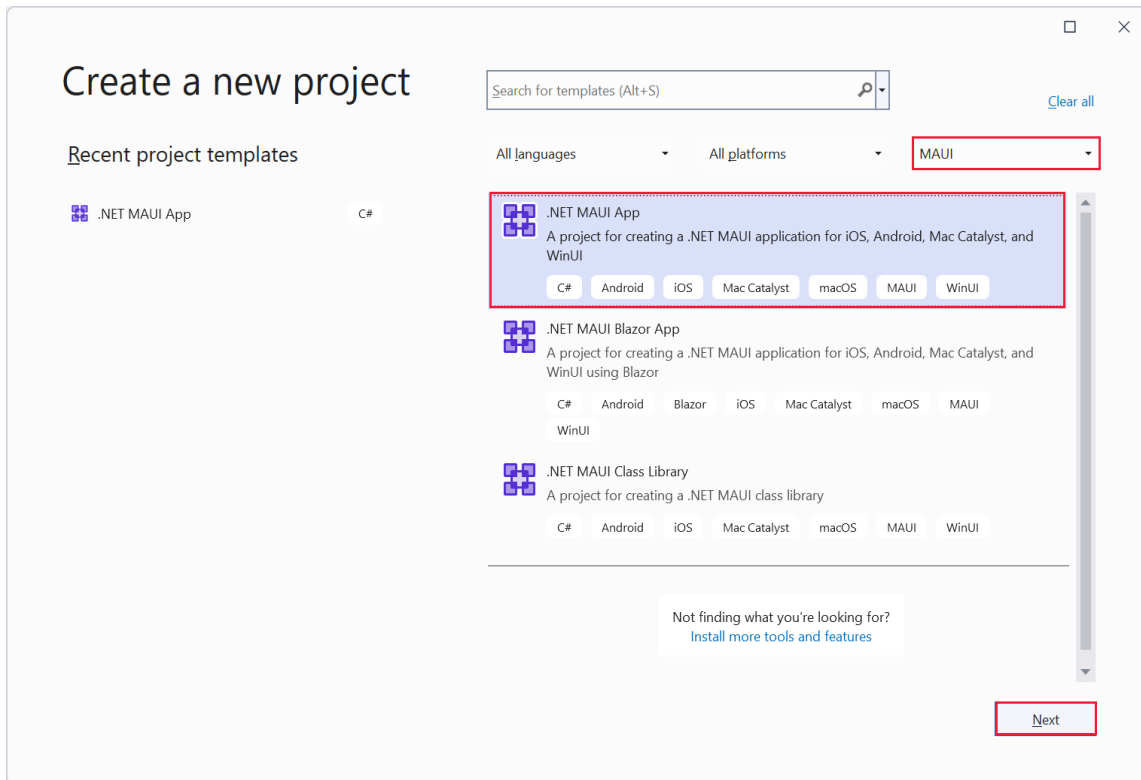 Create a new project
Search for templates (Alt+S)
Clear all
Recent project templates
All languages
All platforms
MAUI
.NET MAUI App
C#
.NET MAUI App
A project for creating a .NET MAUI application for iOS, Android, Mac Catalyst, and
WinUI
C# Android iOS Mac Catalyst macOS MAUI WinUI
.NET MAUI Blazor App
A project for creating a .NET MAUI application for iOS, Android, Mac Catalyst, and
WinUI using Blazor
C# Android Blazor iOS Mac Catalyst macOS MAUI
WinUI
.NET MAUI Class Library
A project for creating a .NET MAUI class library
C# Android iOS Mac Catalyst macOS MAUI WinUI
Not finding what you're looking for?
Install more tools and features
Next